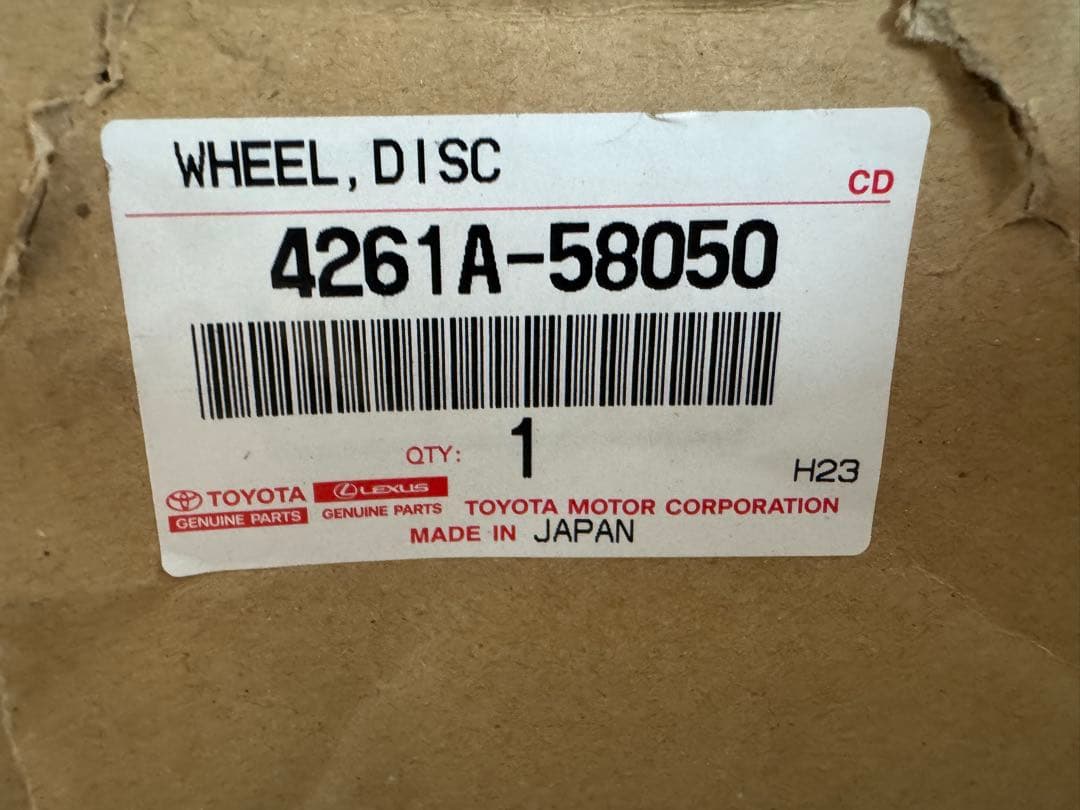 WHEEL, DISC
CD
4261A-58050
QTY: 1
H23
TOYOTA
GENUINE PARTS
LEXUS
GENUINE PARTS
TOYOTA MOTOR CORPORATION
MADE IN JAPAN